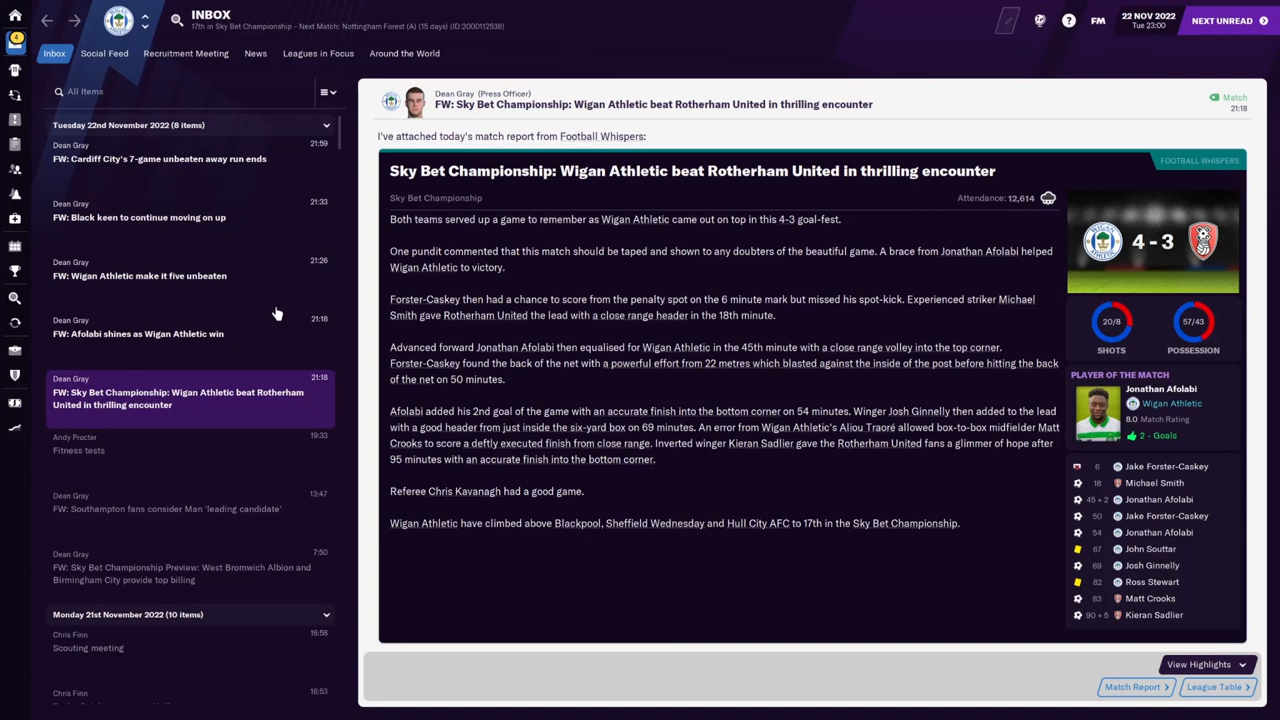 INBOX
17th in Sky Bet Championship - Next Match: Nottingham Forest (A) (15 days) (ID:2000112538)
4
?
FM
22 NOV 2022
Tue 23:00
NEXT UNREAD
Inbox
Social Feed
Recruitment Meeting
News
Leagues in Focus
Around the World
All Items
Tuesday 22nd November 2022 (8 items)
Dean Gray
21:59
FW: Cardiff City's 7-game unbeaten away run ends
Dean Gray
21:33
FW: Black keen to continue moving on up
Dean Gray
21:26
FW: Wigan Athletic make it five unbeaten
Dean Gray
21:18
FW: Afolabi shines as Wigan Athletic win
Dean Gray
21:18
FW: Sky Bet Championship: Wigan Athletic beat Rotherham
United in thrilling encounter
Andy Procter
19:33
Fitness tests
Dean Gray
13:47
FW: Southampton fans consider Man 'leading candidate'
Dean Gray
7:50
FW: Sky Bet Championship Preview: West Bromwich Albion and
Birmingham City provide top billing
Monday 21st November 2022 (10 items)
Chris Finn
16:58
Scouting meeting
Chris Finn
16:53
Dean Gray (Press Officer)
FW: Sky Bet Championship: Wigan Athletic beat Rotherham United in thrilling encounter
Match
21:18
I've attached today's match report from Football Whispers:
FOOTBALL WHISPERS
Sky Bet Championship: Wigan Athletic beat Rotherham United in thrilling encounter
Sky Bet Championship
Attendance: 12,614
Both teams served up a game to remember as Wigan Athletic came out on top in this 4-3 goal-fest.
One pundit commented that this match should be taped and shown to any doubters of the beautiful game. A brace from Jonathan Afolabi helped
Wigan Athletic to victory.
Forster-Caskey then had a chance to score from the penalty spot on the 6 minute mark but missed his spot-kick. Experienced striker Michael
Smith gave Rotherham United the lead with a close range header in the 18th minute.
Advanced forward Jonathan Afolabi then equalised for Wigan Athletic in the 45th minute with a close range volley into the top corner.
Forster-Caskey found the back of the net with a powerful effort from 22 metres which blasted against the inside of the post before hitting the back
of the net on 50 minutes.
Afolabi added his 2nd goal of the game with an accurate finish into the bottom corner on 54 minutes. Winger Josh Ginnelly then added to the lead
with a good header from just inside the six-yard box on 69 minutes. An error from Wigan Athletic's Aliou Traoré allowed box-to-box midfielder Matt
Crooks to score a deftly executed finish from close range. Inverted winger Kieran Sadlier gave the Rotherham United fans a glimmer of hope after
95 minutes with an accurate finish into the bottom corner.
Referee Chris Kavanagh had a good game.
Wigan Athletic have climbed above Blackpool, Sheffield Wednesday and Hull City AFC to 17th in the Sky Bet Championship.
4 - 3
20/8
SHOTS
57/43
POSSESSION
PLAYER OF THE MATCH
Jonathan Afolabi
Wigan Athletic
8.0 Match Rating
2 - Goals
6 Jake Forster-Caskey
18 Michael Smith
45 + 2 Jonathan Afolabi
50 Jake Forster-Caskey
54 Jonathan Afolabi
67 John Souttar
69 Josh Ginnelly
82 Ross Stewart
83 Matt Crooks
90 + 5 Kieran Sadlier
View Highlights
Match Report
League Table